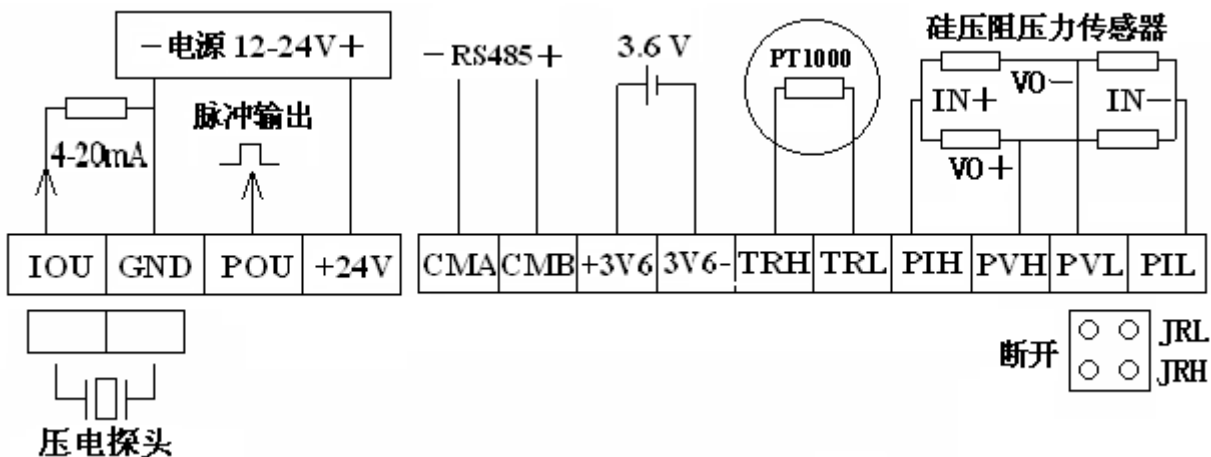 －电源 12-24V＋
4-20mA
脉冲输出
IOU GND POU +24V
压电探头
－RS485＋
3.6 V
PT1000
硅压阻压力传感器
VO－
IN＋ IN－
VO＋
CMA CMB +3V6 3V6- TRH TRL PIH PVH PVL PIL
断开
JRL
JRH